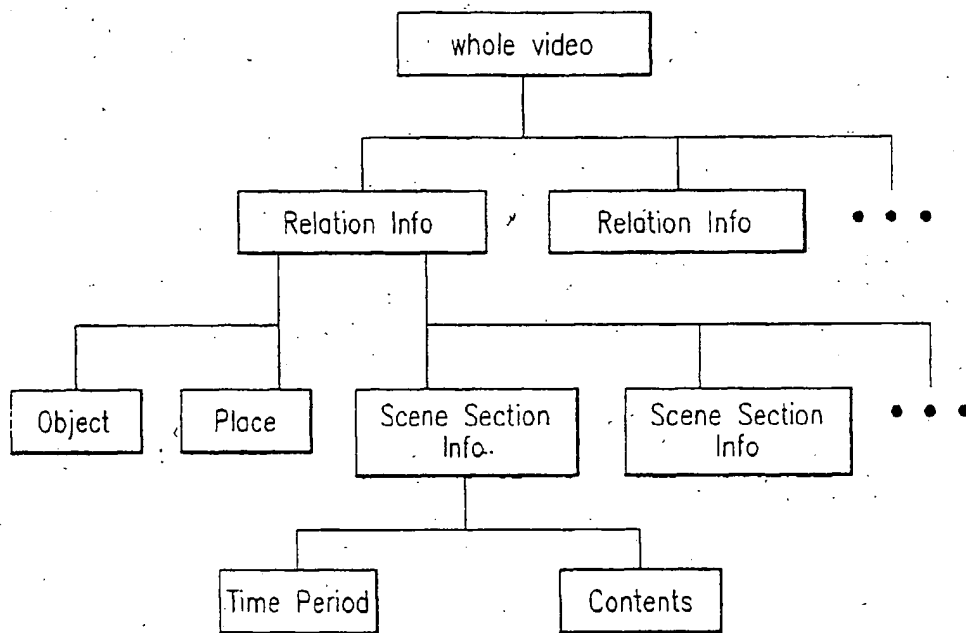 whole video
Relation Info
Relation Info
• • •
Object
Place
Scene Section
Info
Scene Section
Info
• • •
Time Period
Contents